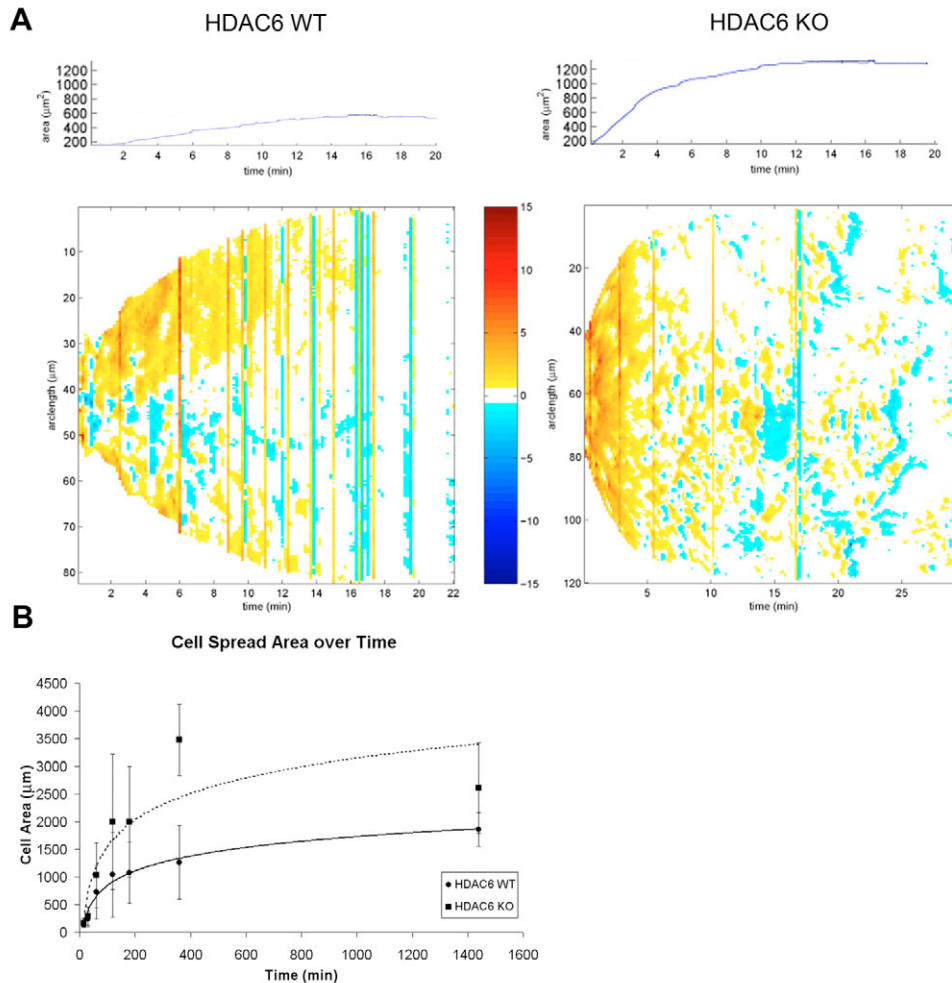 A
HDAC6 WT
HDAC6 KO
area (μm²)
1200
1000
800
600
400
200
2 4 6 8 10 12 14 16 18 20
time (min)
area (μm²)
1200
1000
800
600
400
200
2 4 6 8 10 12 14 16 18 20
time (min)
arclength (μm)
10
20
30
40
50
60
70
80
2 4 6 8 10 12 14 16 18 20 22
time (min)
15
10
5
0
−5
−10
−15
arclength (μm)
20
40
60
80
100
120
5 10 15 20 25
time (min)
B
Cell Spread Area over Time
Cell Area (μm)
4500
4000
3500
3000
2500
2000
1500
1000
500
0
0 200 400 600 800 1000 1200 1400 1600
Time (min)
HDAC6 WT
HDAC6 KO